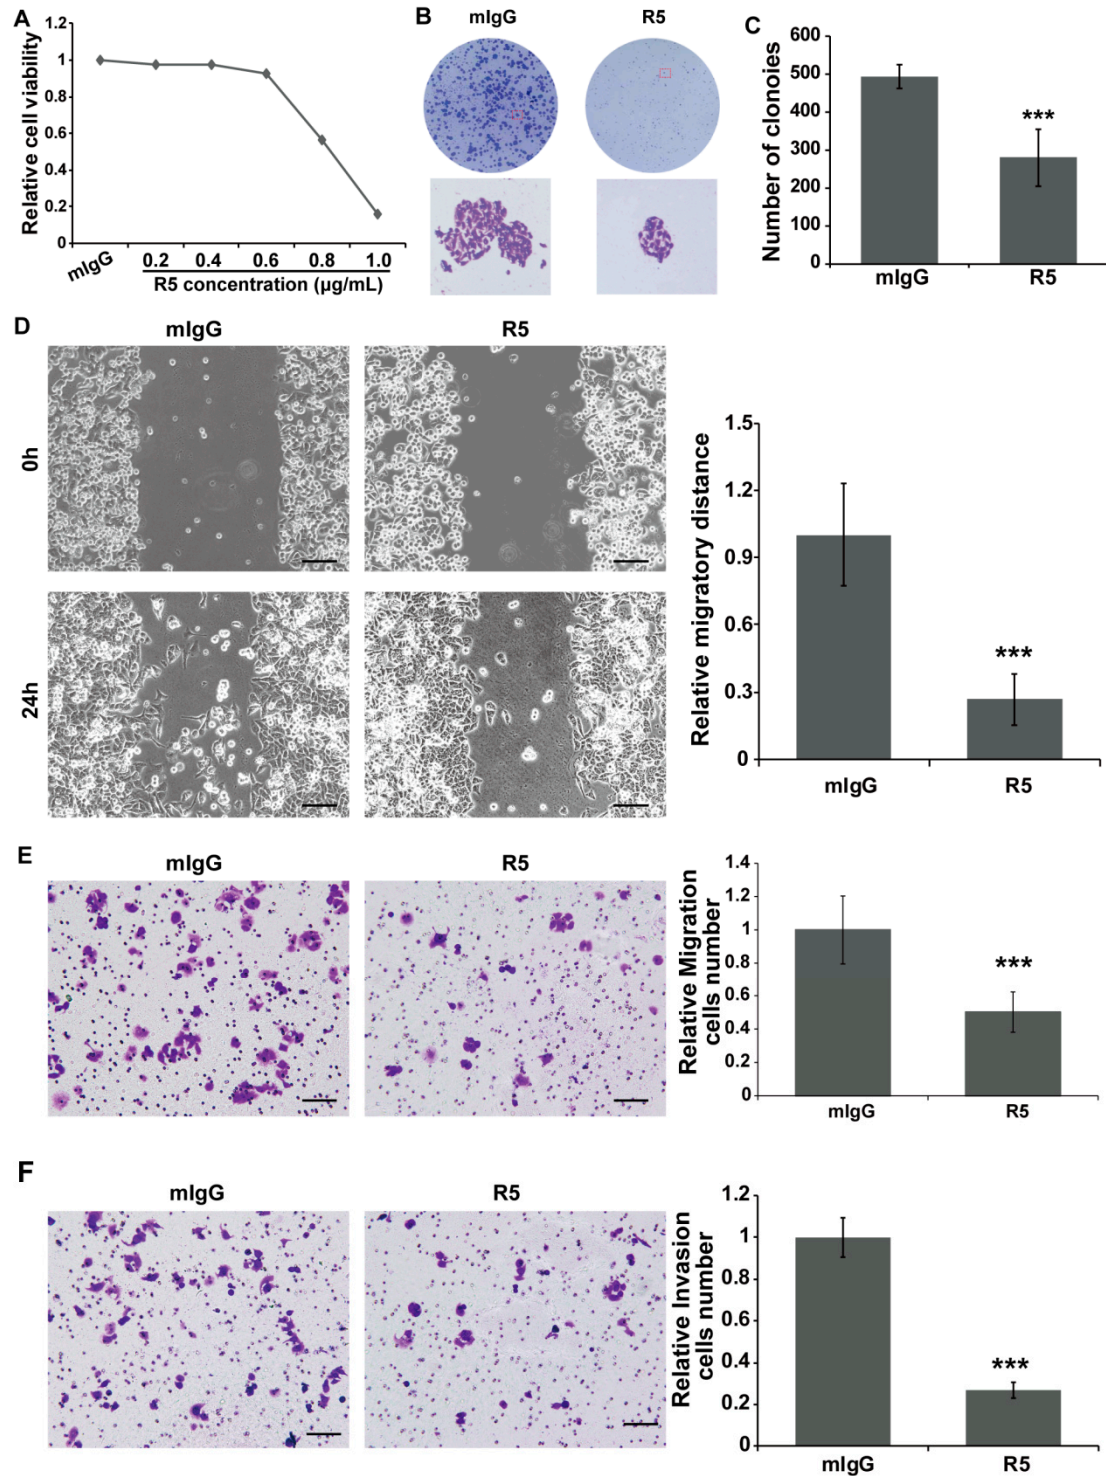 A
Relative cell viability
1.2
1
0.8
0.6
0.4
0.2
0
mIgG
0.2 0.4 0.6 0.8 1.0
R5 concentration (μg/mL)
B
mIgG R5
C
Number of clonoies
600
500
400
300
200
100
0
***
mIgG R5
D
mIgG R5
0h
24h
Relative migratory distance
1.5
1.2
0.9
0.6
0.3
0
***
mIgG R5
E
mIgG R5
Relative Migration
cells number
1.4
1.2
1
0.8
0.6
0.4
0.2
0
***
mIgG R5
F
mIgG R5
Relative Invasion
cells number
1.2
1
0.8
0.6
0.4
0.2
0
***
mIgG R5